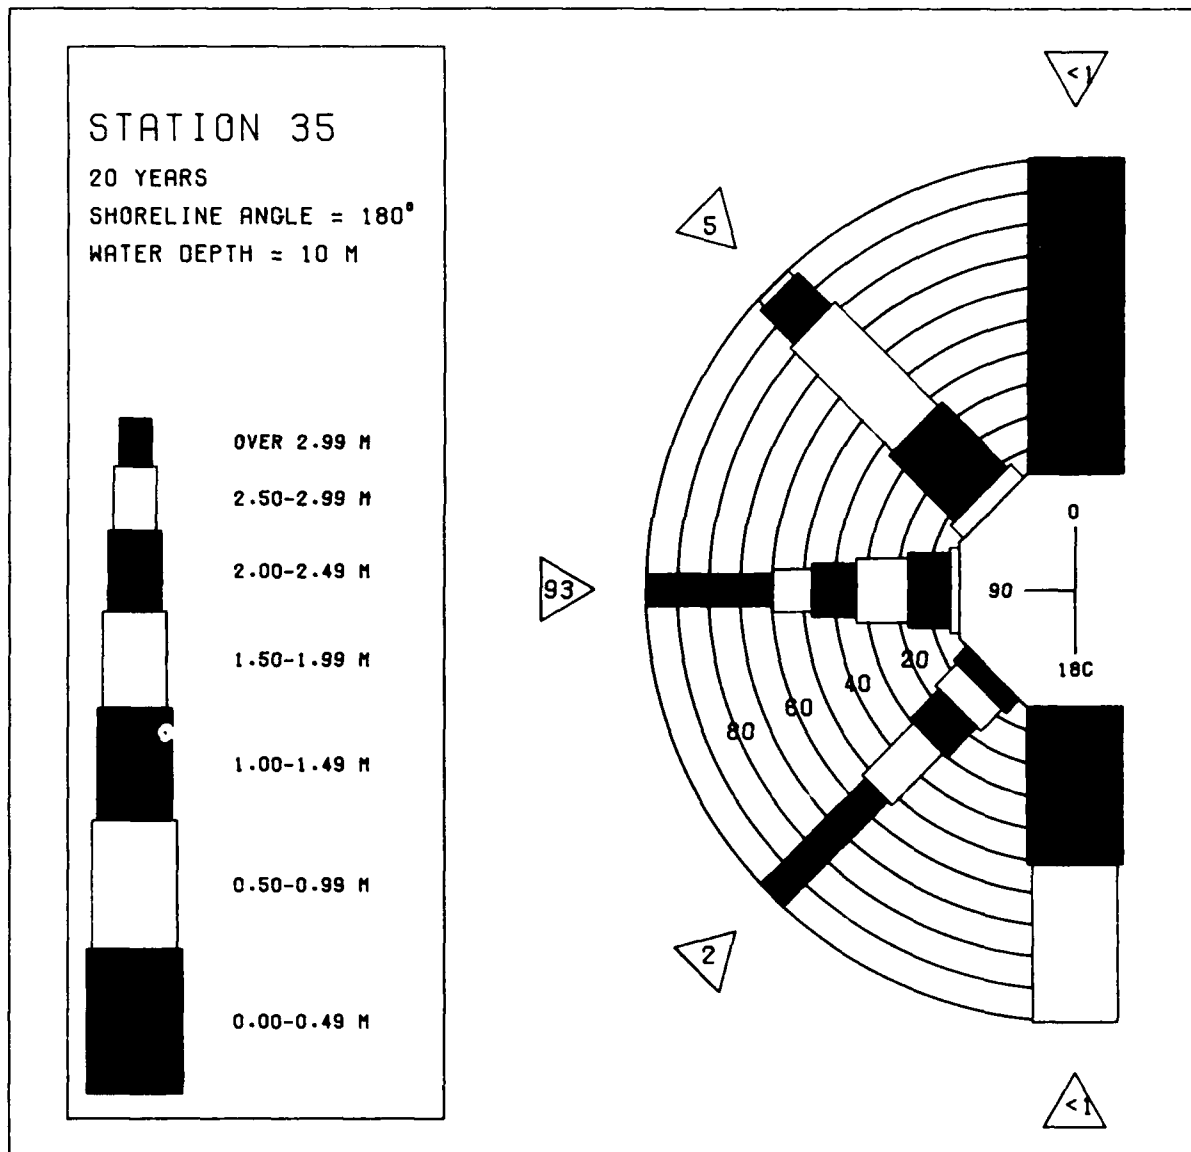 STATION 35
20 YEARS
SHORELINE ANGLE = 180°
WATER DEPTH = 10 M
OVER 2.99 M
2.50-2.99 M
2.00-2.49 M
1.50-1.99 M
1.00-1.49 M
0.50-0.99 M
0.00-0.49 M
<1
5
93
2
<1
0
90
18C
20
40
60
80